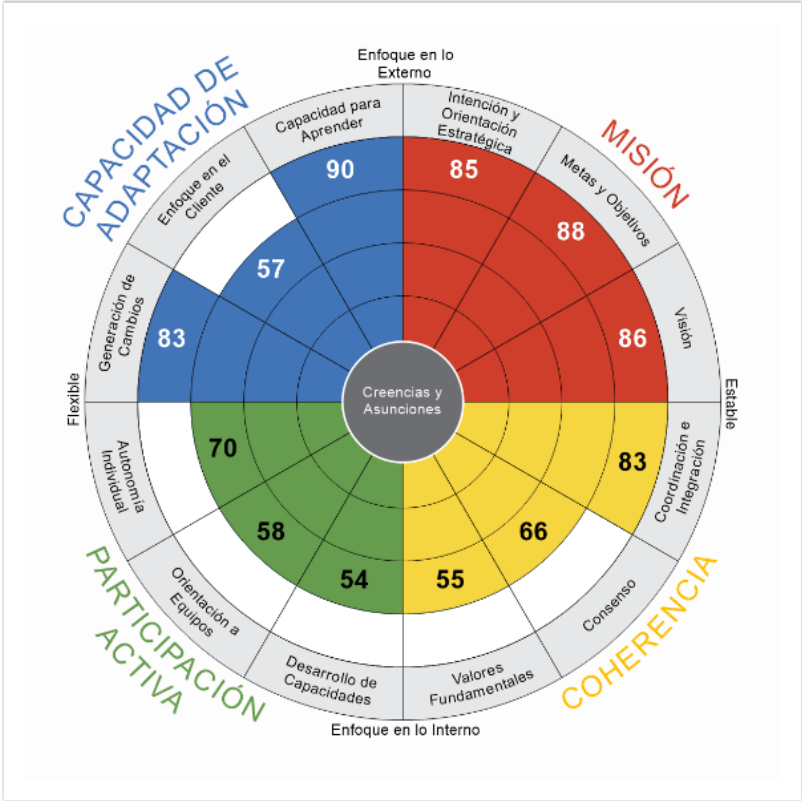 Enfoque en lo
Externo
CAPACIDAD DE
ADAPTACIÓN
MISIÓN
Capacidad para
Aprender
Intención y
Orientación
Estratégica
Enfoque en el
Cliente
Metas y Objetivos
90
85
88
57
Generación de
Cambios
83
86
Visión
Flexible
Creencias y
Asunciones
Estable
Autonomía
Individual
70
83
Coordinación e
Integración
58
66
54
55
Orientación a
Equipos
Consenso
Desarrollo de
Capacidades
Valores
Fundamentales
PARTICIPACIÓN
ACTIVA
COHERENCIA
Enfoque en lo Interno